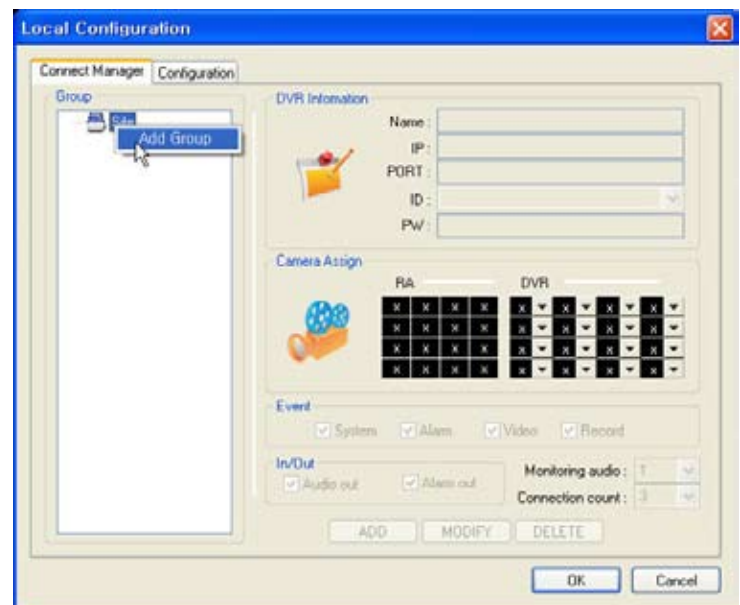 Local Configuration
Connect Manager Configuration
Group
Add Group
DVR Infomation
Name :
IP :
PORT :
ID :
PW :
Camera Assign
RA DVR
x x x x x x x x
x x x x x x x x
x x x x x x x x
x x x x x x x x
Event
System Alarm Video Record
In/Out
Audio out Alarm out
Monitoring audio : 1
Connection count : 3
ADD MODIFY DELETE
OK Cancel